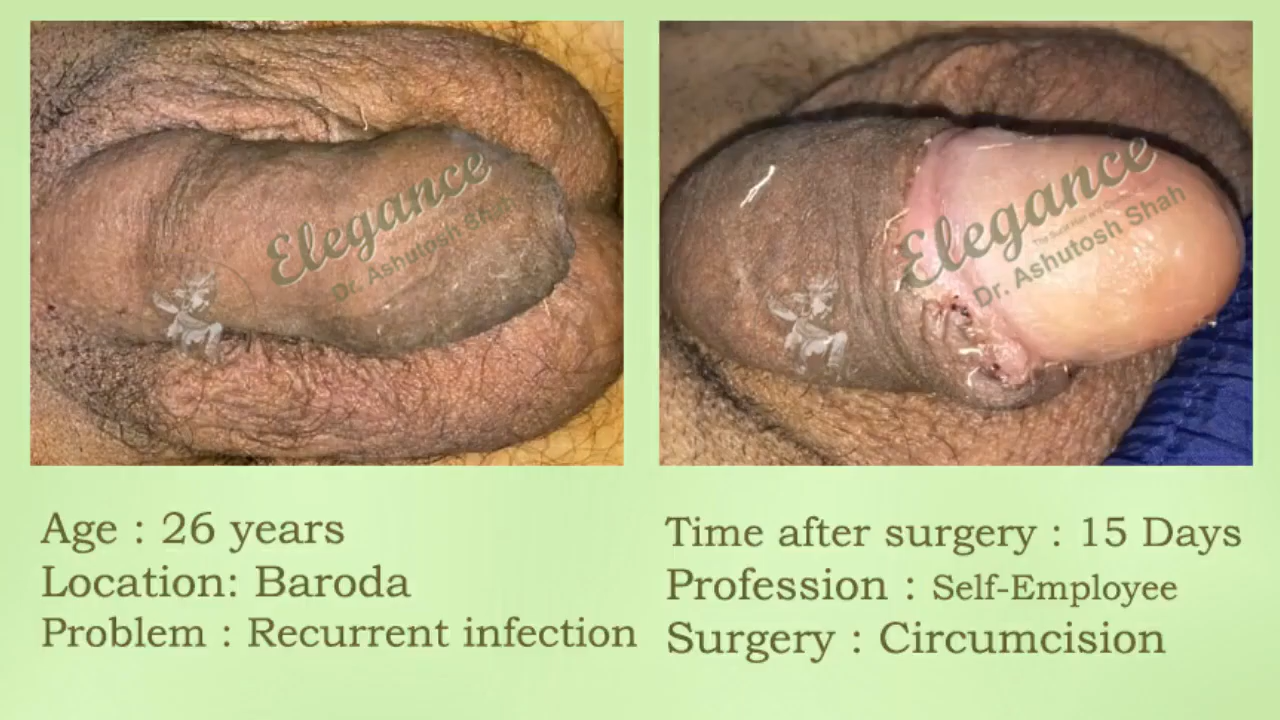 Elegance
Dr. Ashutosh Shah
Elegance
Dr. Ashutosh Shah
Age : 26 years
Location: Baroda
Problem : Recurrent infection
Time after surgery : 15 Days
Profession : Self-Employee
Surgery : Circumcision